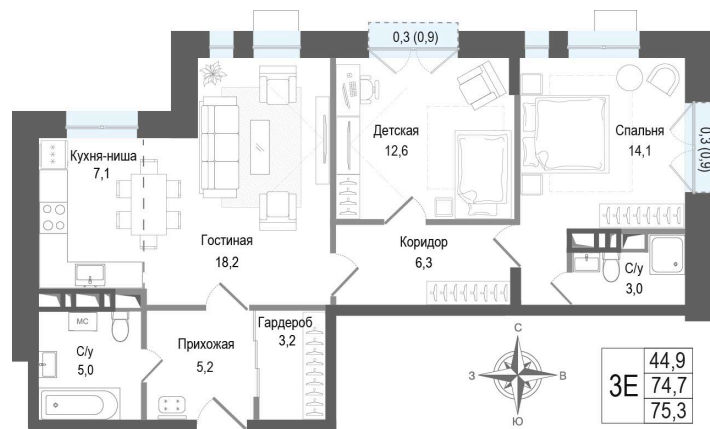 0,3 (0,9)
Кухня-ниша
7,1
Детская
12,6
Спальня
14,1
0,3 (0,9)
Гостиная
18,2
Коридор
6,3
С/у
3,0
МС
С/у
5,0
Прихожая
5,2
Гардероб
3,2
С
З
В
Ю
3Е
44,9
74,7
75,3